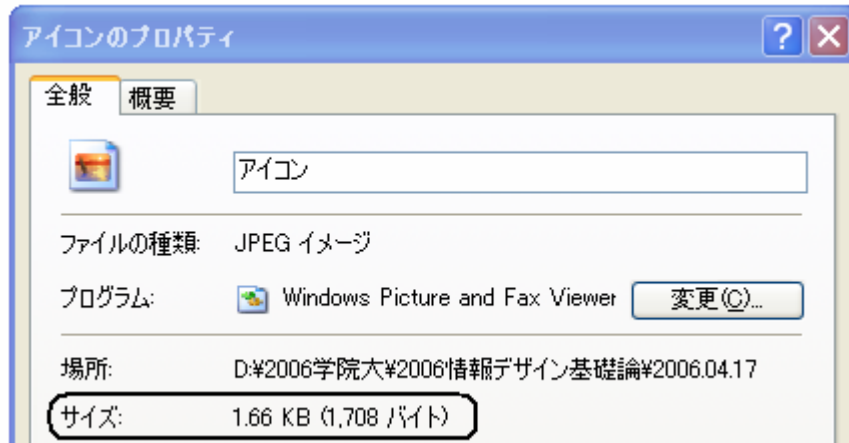 アイコンのプロパティ
全般 概要
アイコン
ファイルの種類: JPEG イメージ
プログラム: Windows Picture and Fax Viewer 変更(C)...
場所: D:¥2006学院大¥2006情報デザイン基礎論¥2006.04.17
サイズ: 1.66 KB (1,708 バイト)